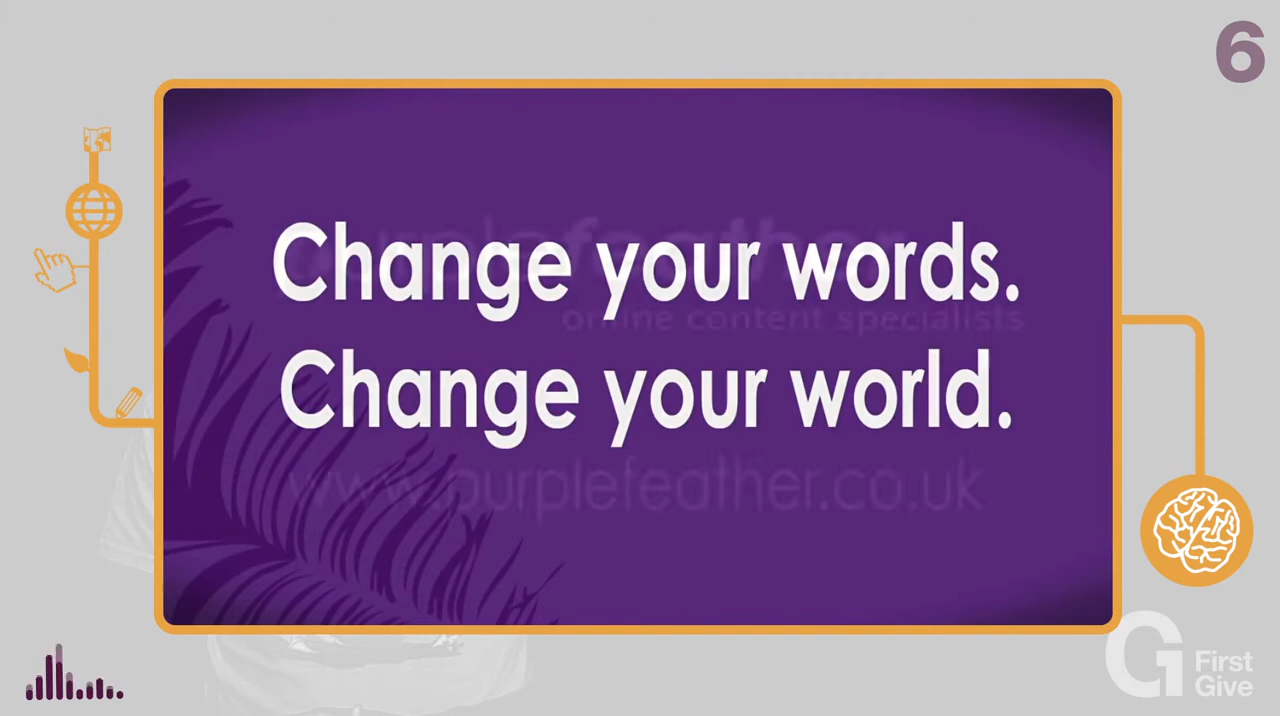 6
Change your words.
purplefeather
online content specialists
Change your world.
www.purplefeather.co.uk
G First
Give